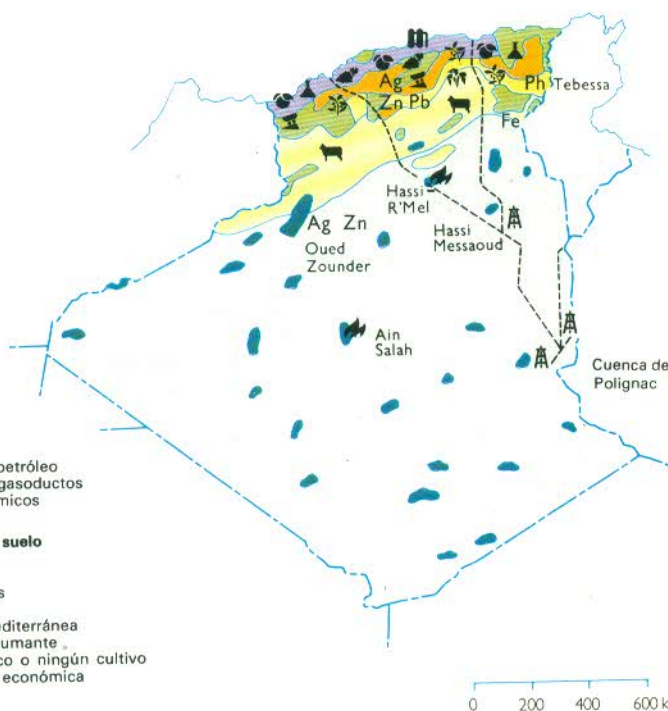 Ag
Zn Pb
Ph Tebessa
Fe
Hassi
R'Mel
Hassi
Messaoud
Ag Zn
Oued
Zounder
Ain
Salah
Cuenca de
Polignac
petróleo
gasoductos
micos
suelo
s
editerránea
umante
co o ningún cultivo
económica
0 200 400 600 k